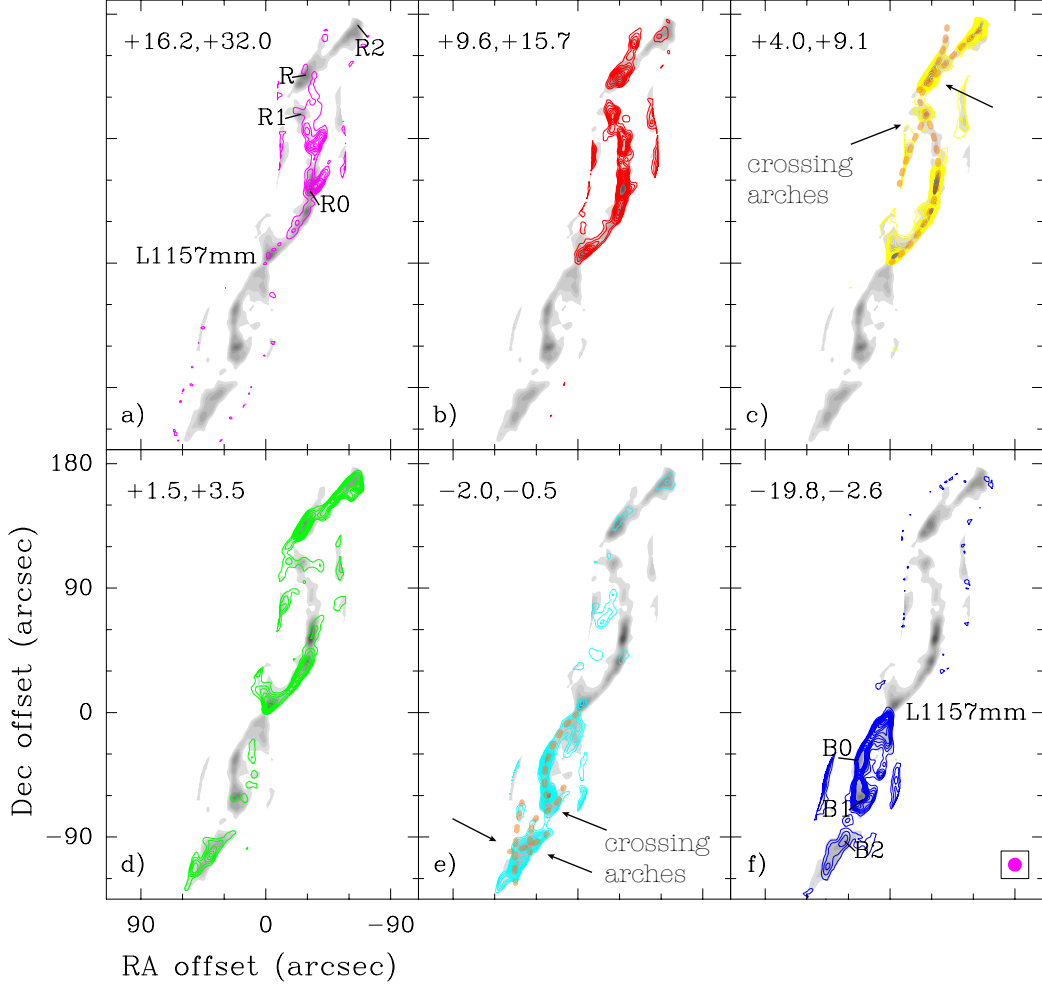 +16.2,+32.0
R2
R
R1
R0
L1157mm
a)
+9.6,+15.7
b)
+4.0,+9.1
crossing
arches
c)
+1.5,+3.5
d)
−2.0,−0.5
crossing
arches
e)
−19.8,−2.6
L1157mm
B0
B1
B2
f)
180
90
0
−90
Dec offset (arcsec)
90
0
−90
RA offset (arcsec)